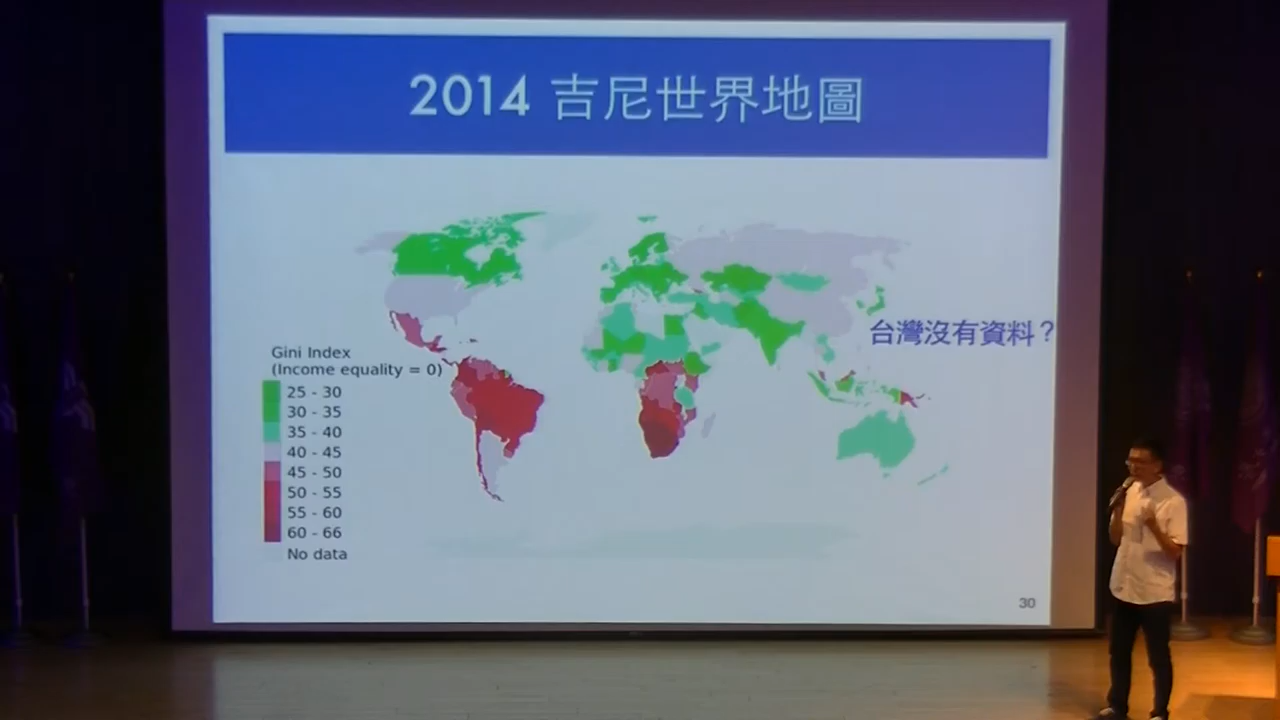 2014 吉尼世界地圖
台灣沒有資料？
Gini Index
(Income equality = 0)
25 - 30
30 - 35
35 - 40
40 - 45
45 - 50
50 - 55
55 - 60
60 - 66
No data
30